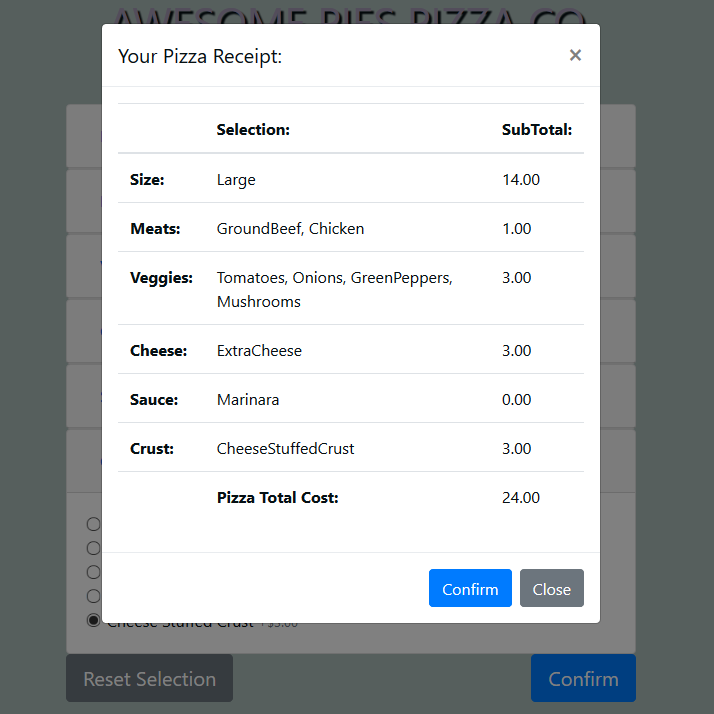 AWESOME PIES PIZZA CO
Your Pizza Receipt: ×
Selection: SubTotal:
Size: Large 14.00
Meats: GroundBeef, Chicken 1.00
Veggies: Tomatoes, Onions, GreenPeppers, 3.00
Mushrooms
Cheese: ExtraCheese 3.00
Sauce: Marinara 0.00
Crust: CheeseStuffedCrust 3.00
Pizza Total Cost: 24.00
Confirm Close
Cheese Stuffed Crust +$3.00
Reset Selection Confirm